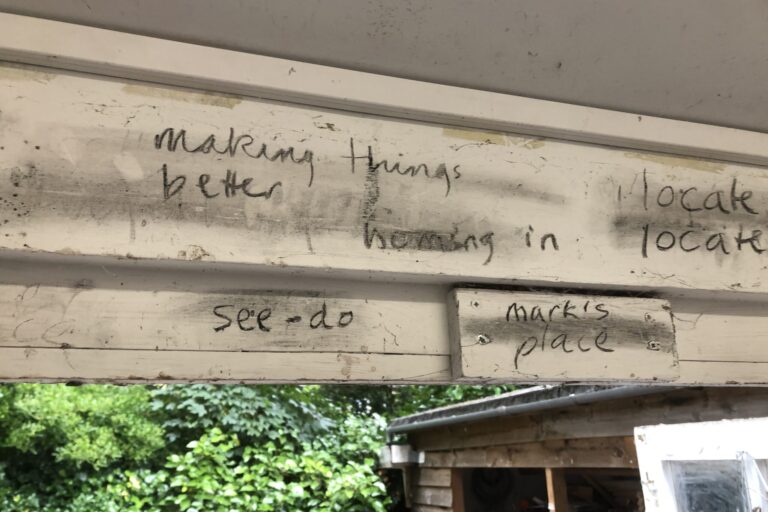 making things
better
homing in
locate
locate
see-do
mark's
place